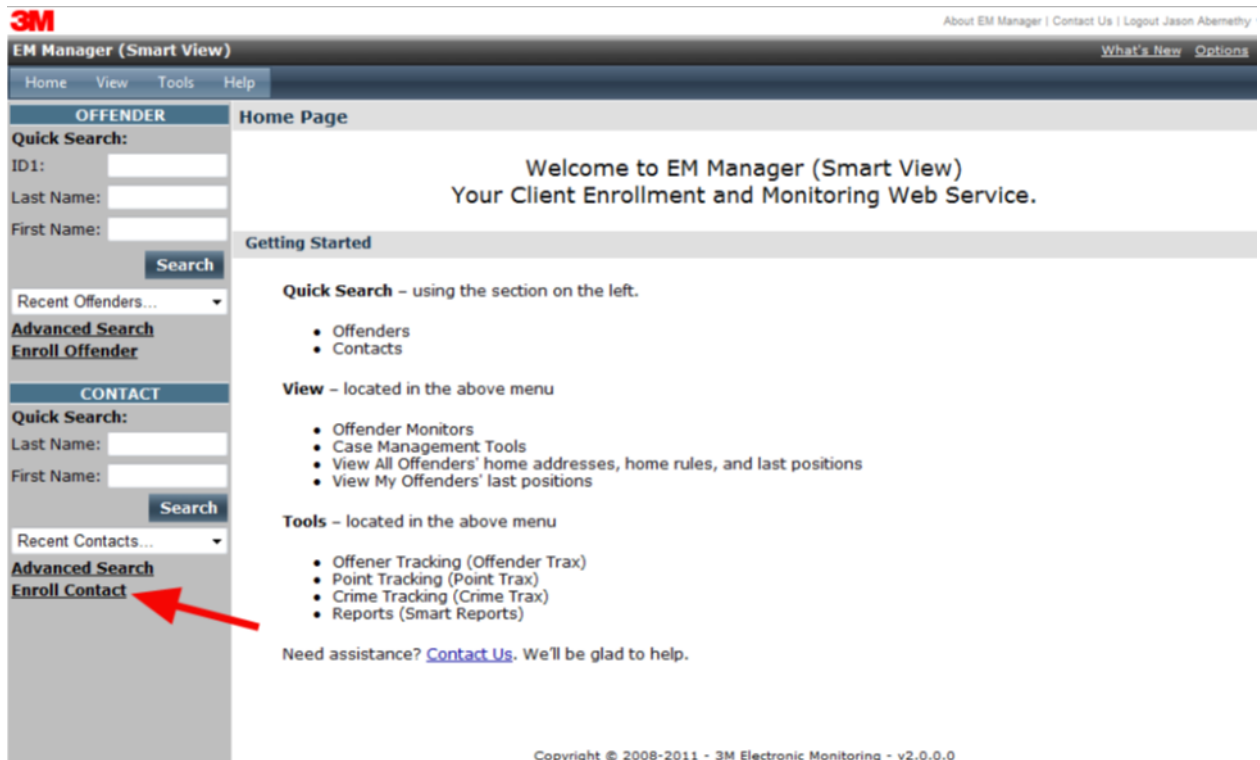 3M
About EM Manager | Contact Us | Logout Jason Abernethy
EM Manager (Smart View)
What's New Options
Home View Tools Help
OFFENDER
Quick Search:
ID1:
Last Name:
First Name:
Search
Recent Offenders...
Advanced Search
Enroll Offender
CONTACT
Quick Search:
Last Name:
First Name:
Search
Recent Contacts...
Advanced Search
Enroll Contact
Home Page
Welcome to EM Manager (Smart View)
Your Client Enrollment and Monitoring Web Service.
Getting Started
Quick Search – using the section on the left.
• Offenders
• Contacts
View – located in the above menu
• Offender Monitors
• Case Management Tools
• View All Offenders' home addresses, home rules, and last positions
• View My Offenders' last positions
Tools – located in the above menu
• Offener Tracking (Offender Trax)
• Point Tracking (Point Trax)
• Crime Tracking (Crime Trax)
• Reports (Smart Reports)
Need assistance? Contact Us. We'll be glad to help.
Copyright © 2008-2011 - 3M Electronic Monitoring - v2.0.0.0